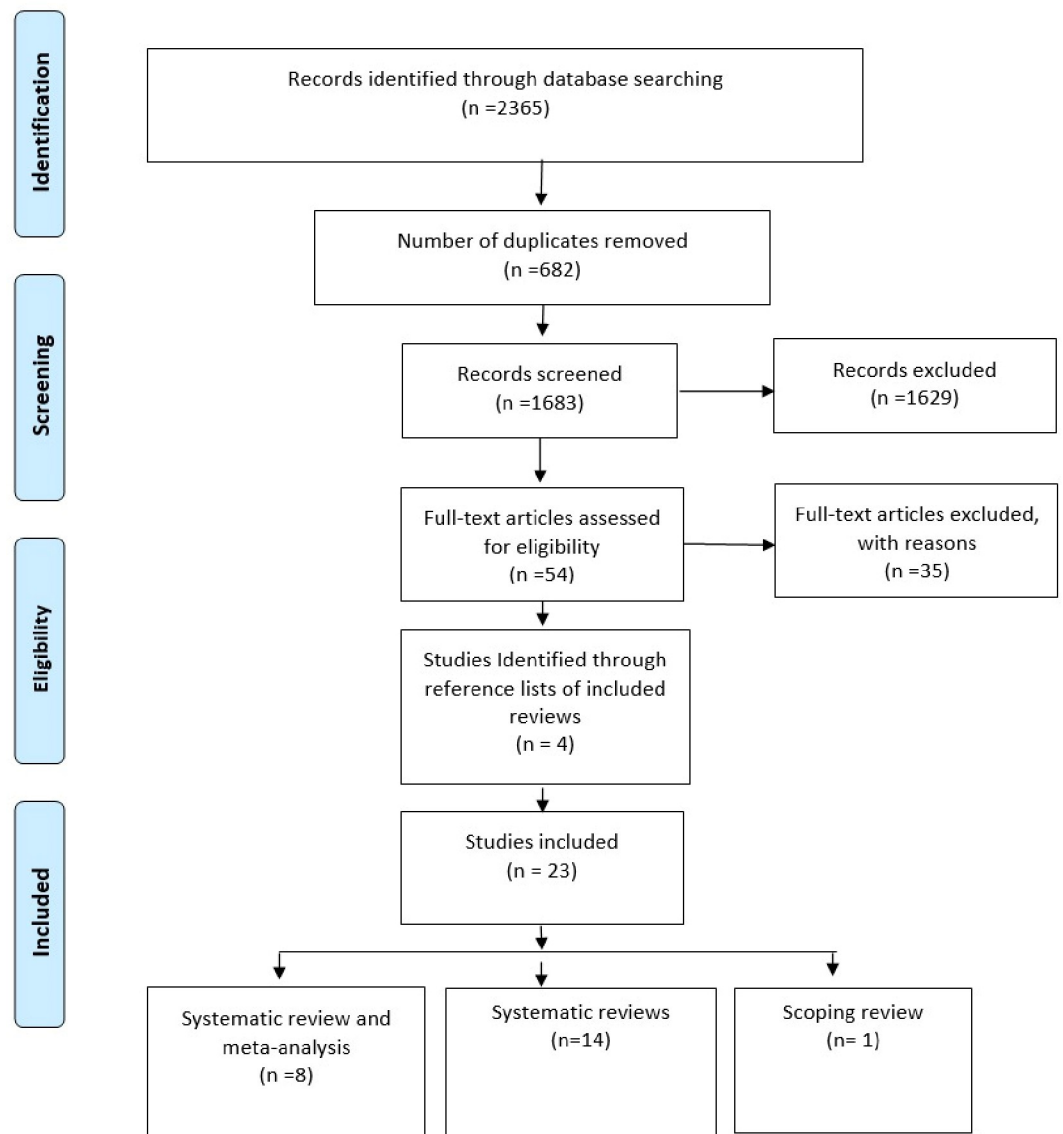 Identification
Records identified through database searching
(n =2365)
Number of duplicates removed
(n =682)
Screening
Records screened
(n =1683)
Records excluded
(n =1629)
Eligibility
Full-text articles assessed
for eligibility
(n =54)
Full-text articles excluded,
with reasons
(n =35)
Studies Identified through
reference lists of included
reviews
(n = 4)
Included
Studies included
(n = 23)
Systematic review and
meta-analysis
(n =8)
Systematic reviews
(n=14)
Scoping review
(n= 1)